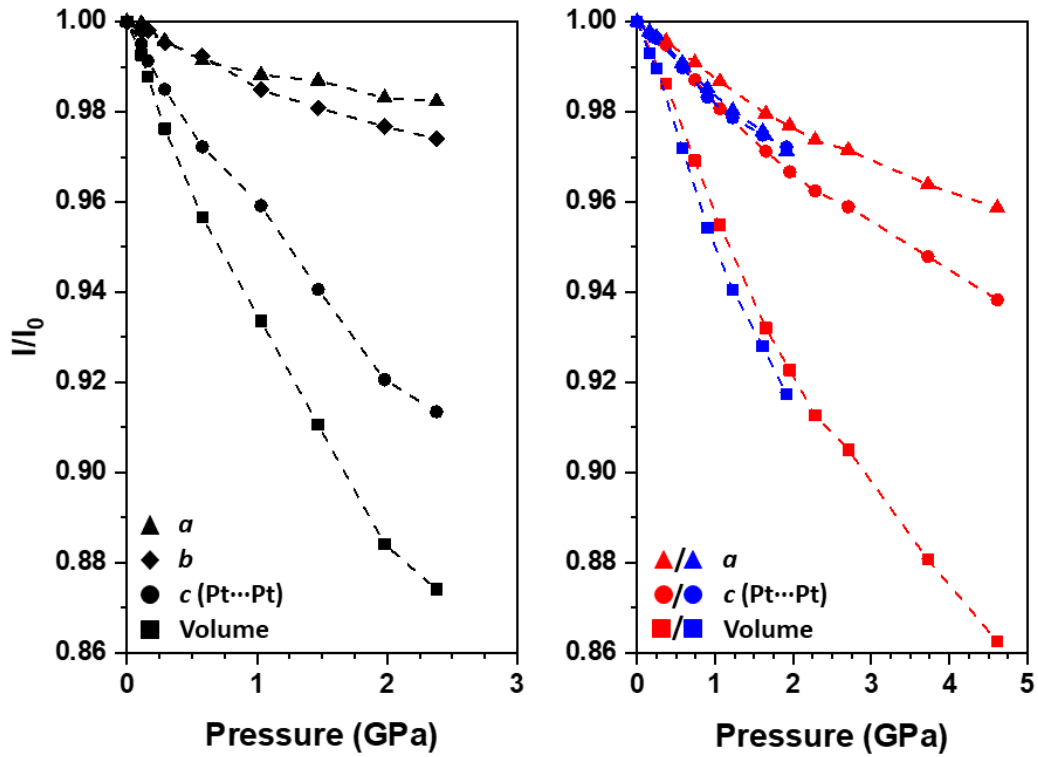 I/I0
1.00
0.98
0.96
0.94
0.92
0.90
0.88
0.86
0
1
2
3
Pressure (GPa)
a
b
c (Pt···Pt)
Volume
1.00
0.98
0.96
0.94
0.92
0.90
0.88
0.86
0
1
2
3
4
5
Pressure (GPa)
/ a
/ c (Pt···Pt)
/ Volume